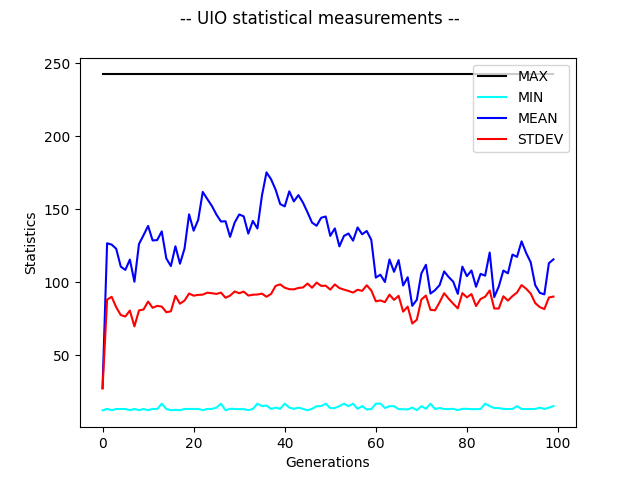 -- UIO statistical measurements --
250
200
150
100
50
Statistics
MAX
MIN
MEAN
STDEV
0 20 40 60 80 100
Generations